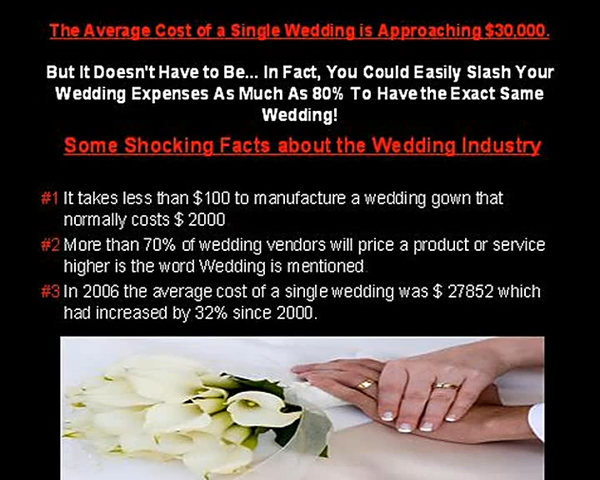 The Average Cost of a Single Wedding is Approaching $30,000.
But It Doesn't Have to Be... In Fact, You Could Easily Slash Your
Wedding Expenses As Much As 80% To Have the Exact Same
Wedding!
Some Shocking Facts about the Wedding Industry
#1 It takes less than $100 to manufacture a wedding gown that
normally costs $ 2000
#2 More than 70% of wedding vendors will price a product or service
higher is the word Wedding is mentioned.
#3 In 2006 the average cost of a single wedding was $ 27852 which
had increased by 32% since 2000.